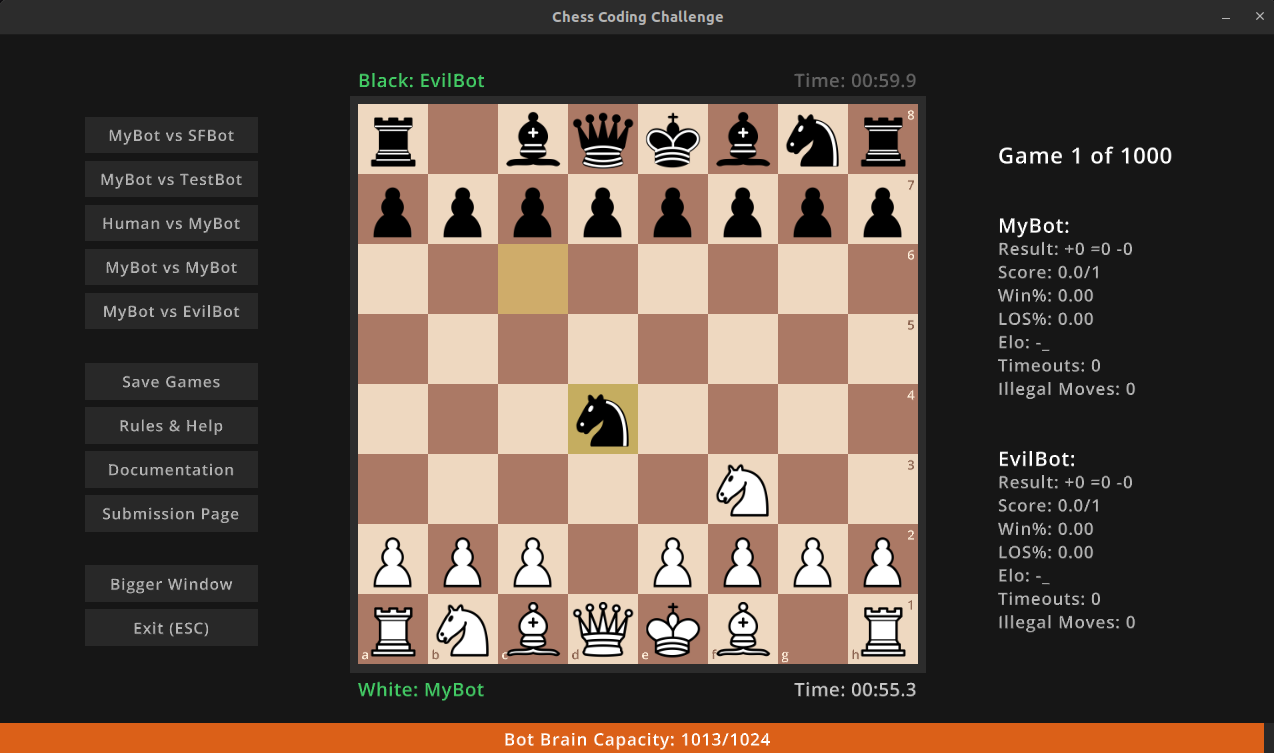 Chess Coding Challenge
Black: EvilBot
Time: 00:59.9
MyBot vs SFBot
MyBot vs TestBot
Human vs MyBot
MyBot vs MyBot
MyBot vs EvilBot
Save Games
Rules & Help
Documentation
Submission Page
Bigger Window
Exit (ESC)
8
7
6
5
4
3
2
1
a b c d e f g h
White: MyBot
Time: 00:55.3
Game 1 of 1000
MyBot:
Result: +0 =0 -0
Score: 0.0/1
Win%: 0.00
LOS%: 0.00
Elo: -_
Timeouts: 0
Illegal Moves: 0
EvilBot:
Result: +0 =0 -0
Score: 0.0/1
Win%: 0.00
LOS%: 0.00
Elo: -_
Timeouts: 0
Illegal Moves: 0
Bot Brain Capacity: 1013/1024